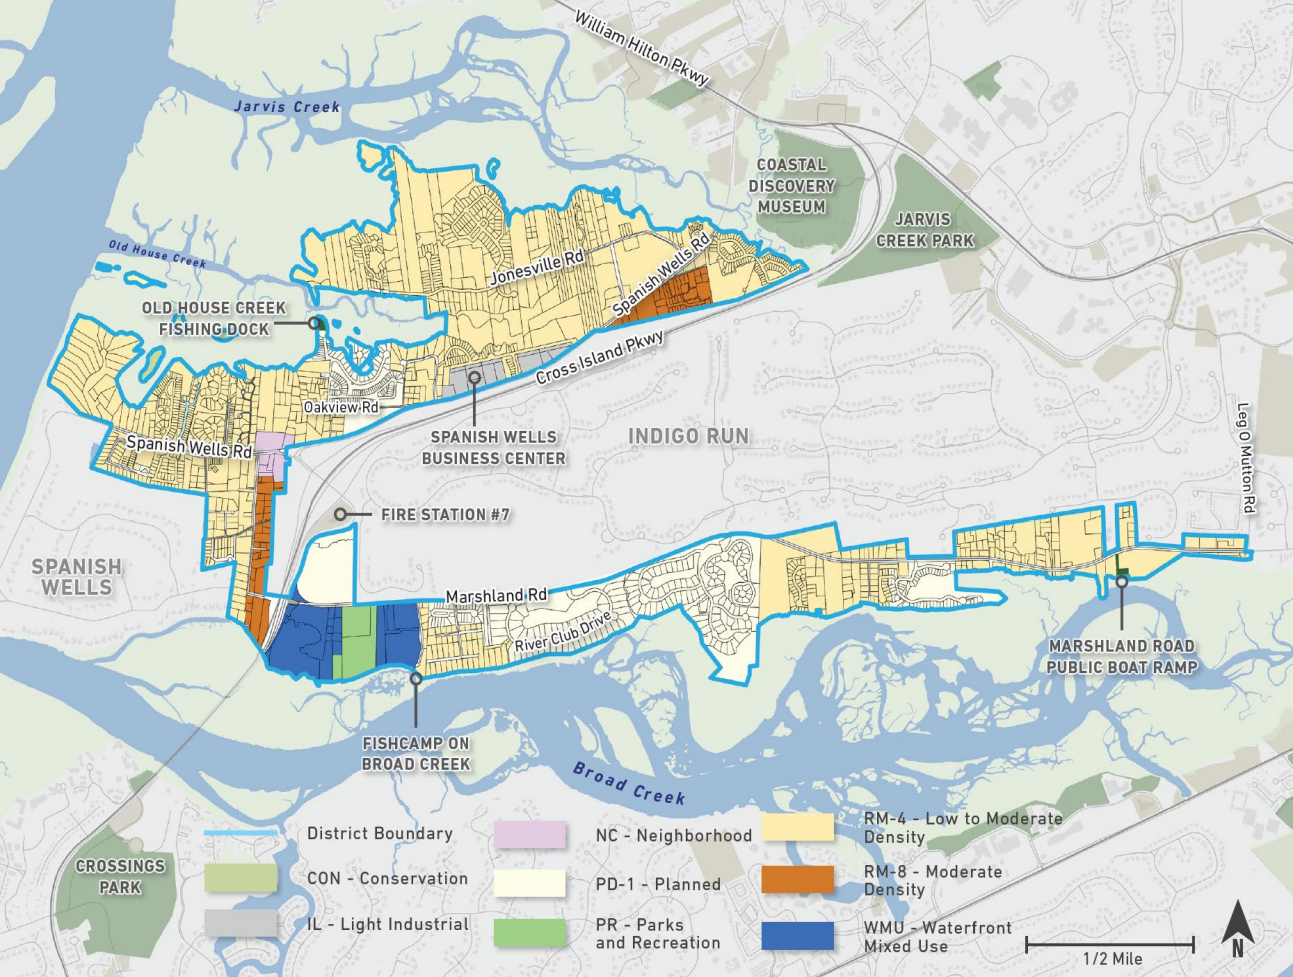 William Hilton Pkwy
Jarvis Creek
COASTAL
DISCOVERY
MUSEUM
JARVIS
CREEK PARK
Old House Creek
Jonesville Rd
Spanish Wells Rd
OLD HOUSE CREEK
FISHING DOCK
Cross Island Pkwy
Oakview Rd
Spanish Wells Rd
SPANISH WELLS
BUSINESS CENTER
INDIGO RUN
Leg O Mutton Rd
FIRE STATION #7
SPANISH
WELLS
Marshland Rd
River Club Drive
MARSHLAND ROAD
PUBLIC BOAT RAMP
FISHCAMP ON
BROAD CREEK
Broad Creek
CROSSINGS
PARK
District Boundary
CON - Conservation
IL - Light Industrial
NC - Neighborhood
PD-1 - Planned
PR - Parks
and Recreation
RM-4 - Low to Moderate
Density
RM-8 - Moderate
Density
WMU - Waterfront
Mixed Use
1/2 Mile
N